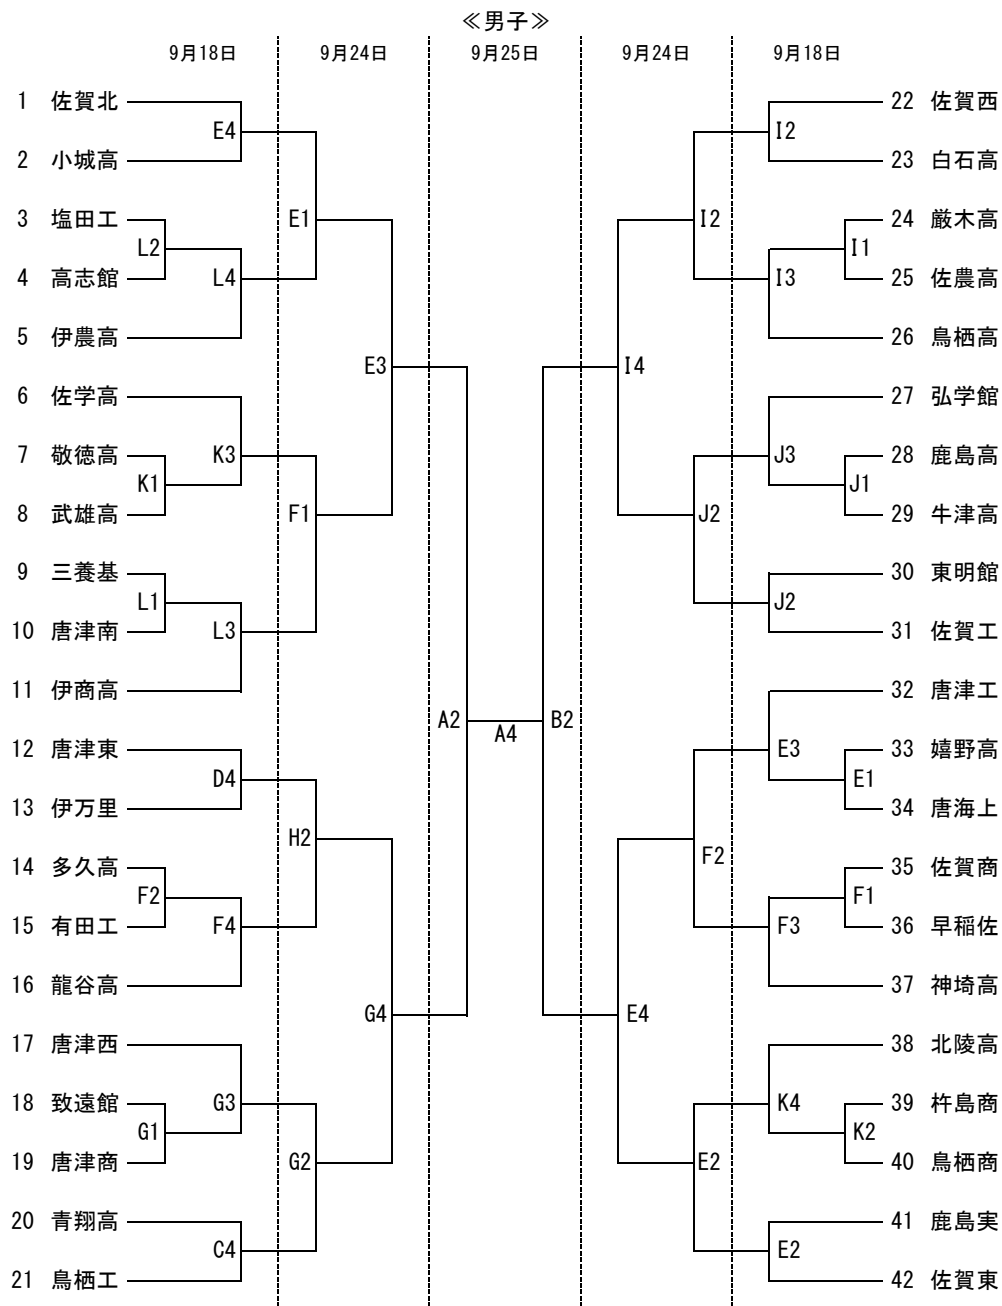 ≪男子≫
9月18日 9月24日 9月25日 9月24日 9月18日
1 佐賀北 22 佐賀西
E4 I2
2 小城高 23 白石高
3 塩田工 E1 I2 24 厳木高
L2 I1
4 高志館 L4 I3 25 佐農高
5 伊農高 26 鳥栖高
E3 I4
6 佐学高 27 弘学館
7 敬徳高 K3 J3 28 鹿島高
K1 J1
8 武雄高 F1 J2 29 牛津高
9 三養基 30 東明館
L1 J2
10 唐津南 L3 31 佐賀工
11 伊商高 32 唐津工
A2 A4 B2
12 唐津東 E3 33 嬉野高
D4 E1
13 伊万里 34 唐海上
H2 F2
14 多久高 35 佐賀商
F2 F1
15 有田工 F4 F3 36 早稲佐
16 龍谷高 37 神埼高
G4 E4
17 唐津西 38 北陵高
18 致遠館 G3 K4 39 杵島商
G1 K2
19 唐津商 G2 E2 40 鳥栖商
20 青翔高 41 鹿島実
C4 E2
21 鳥栖工 42 佐賀東